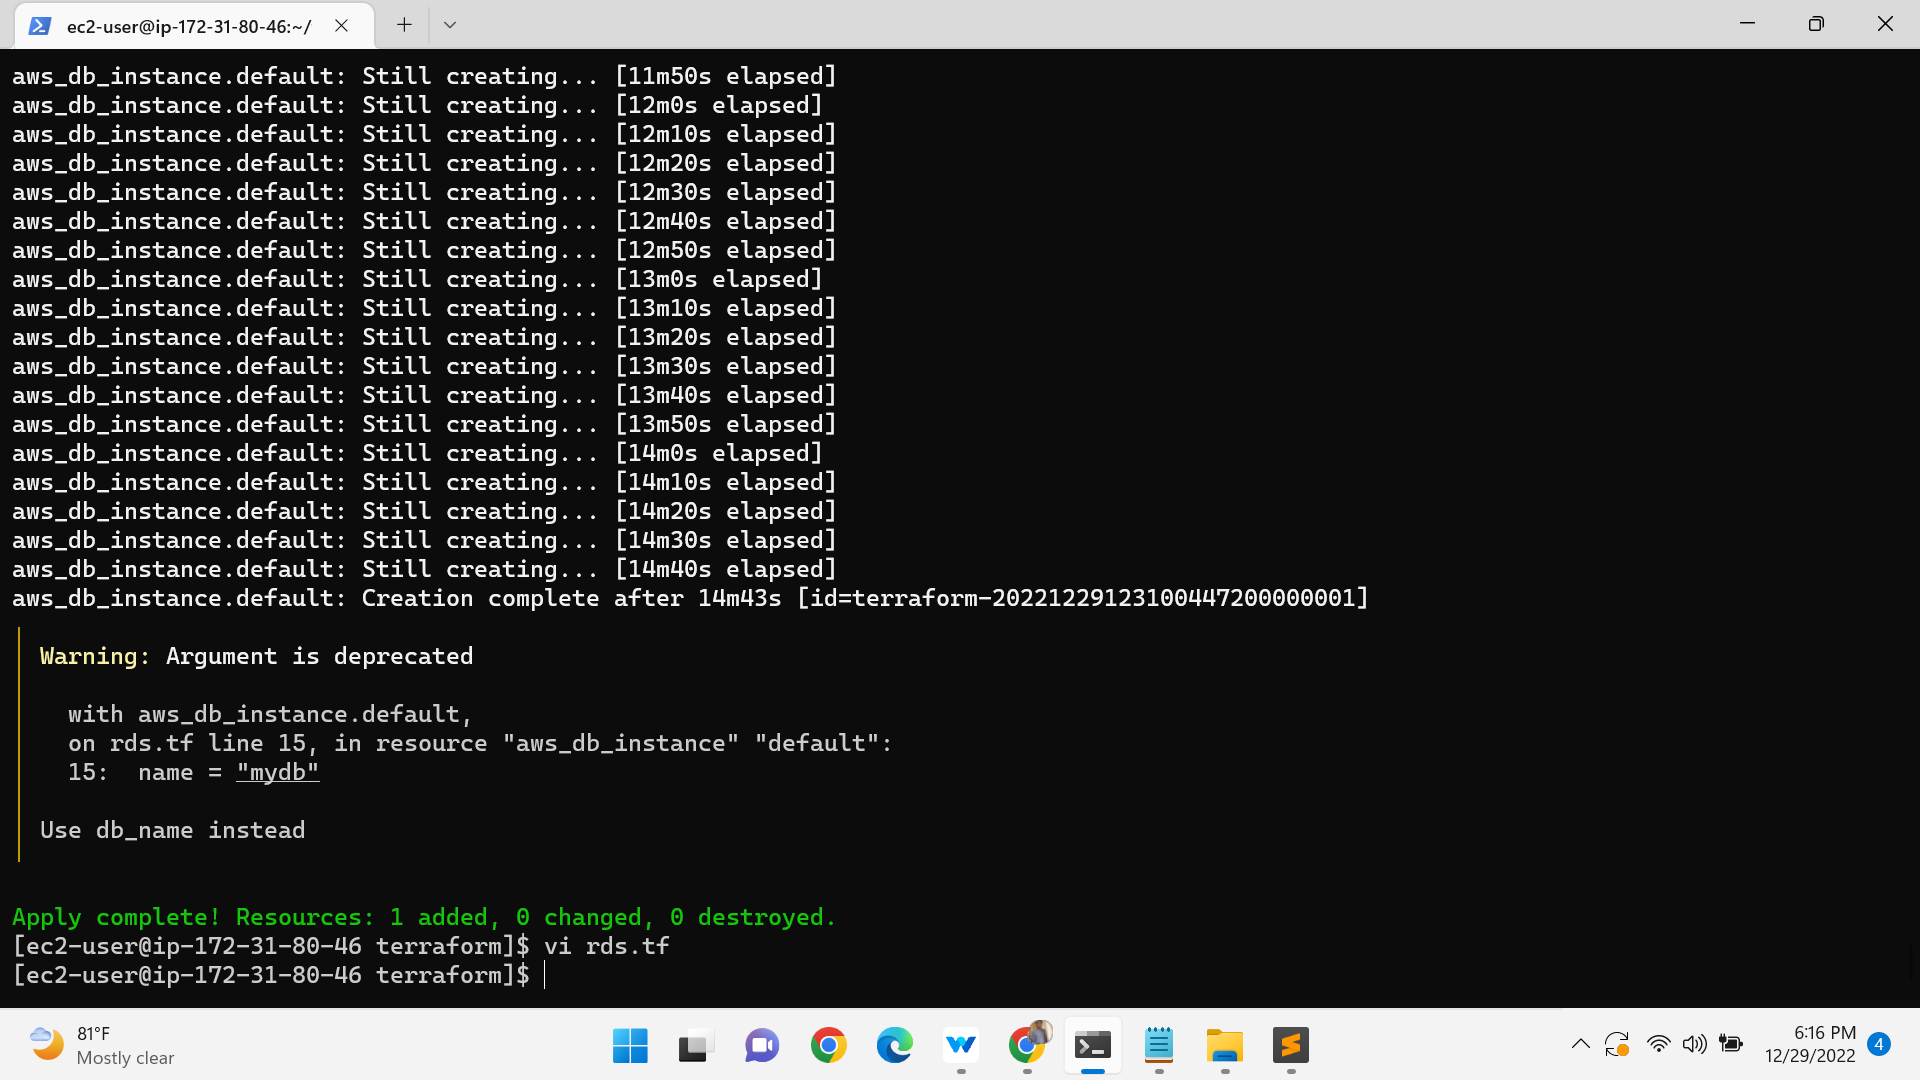 ec2-user@ip-172-31-80-46:~/
aws_db_instance.default: Still creating... [11m50s elapsed]
aws_db_instance.default: Still creating... [12m0s elapsed]
aws_db_instance.default: Still creating... [12m10s elapsed]
aws_db_instance.default: Still creating... [12m20s elapsed]
aws_db_instance.default: Still creating... [12m30s elapsed]
aws_db_instance.default: Still creating... [12m40s elapsed]
aws_db_instance.default: Still creating... [12m50s elapsed]
aws_db_instance.default: Still creating... [13m0s elapsed]
aws_db_instance.default: Still creating... [13m10s elapsed]
aws_db_instance.default: Still creating... [13m20s elapsed]
aws_db_instance.default: Still creating... [13m30s elapsed]
aws_db_instance.default: Still creating... [13m40s elapsed]
aws_db_instance.default: Still creating... [13m50s elapsed]
aws_db_instance.default: Still creating... [14m0s elapsed]
aws_db_instance.default: Still creating... [14m10s elapsed]
aws_db_instance.default: Still creating... [14m20s elapsed]
aws_db_instance.default: Still creating... [14m30s elapsed]
aws_db_instance.default: Still creating... [14m40s elapsed]
aws_db_instance.default: Creation complete after 14m43s [id=terraform-20221229123100447200000001]
Warning: Argument is deprecated
with aws_db_instance.default,
on rds.tf line 15, in resource "aws_db_instance" "default":
15: name = "mydb"
Use db_name instead
Apply complete! Resources: 1 added, 0 changed, 0 destroyed.
[ec2-user@ip-172-31-80-46 terraform]$ vi rds.tf
[ec2-user@ip-172-31-80-46 terraform]$
81°F
Mostly clear
6:16 PM
12/29/2022
4